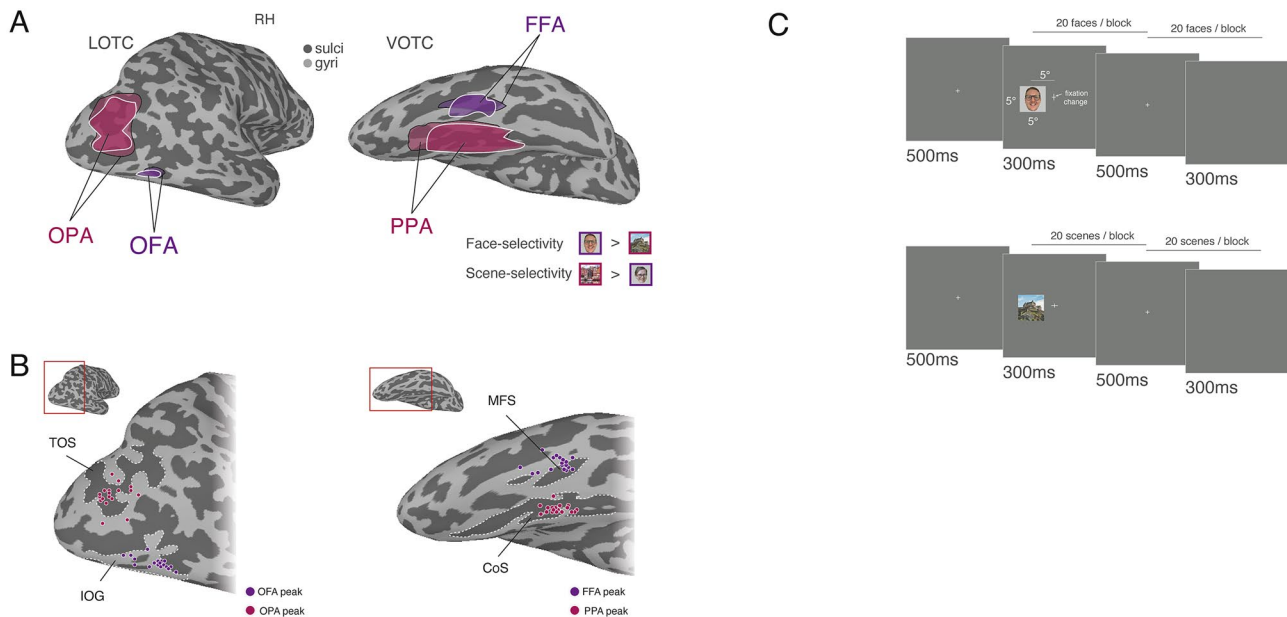 A
LOTC
RH
sulci
gyri
VOTC
FFA
OPA
OFA
PPA
Face-selectivity >
Scene-selectivity >
B
TOS
IOG
OFA peak
OPA peak
MFS
CoS
FFA peak
PPA peak
C
20 faces / block
20 faces / block
5°
5°
5°
fixation
change
500ms
300ms
500ms
300ms
20 scenes / block
20 scenes / block
500ms
300ms
500ms
300ms